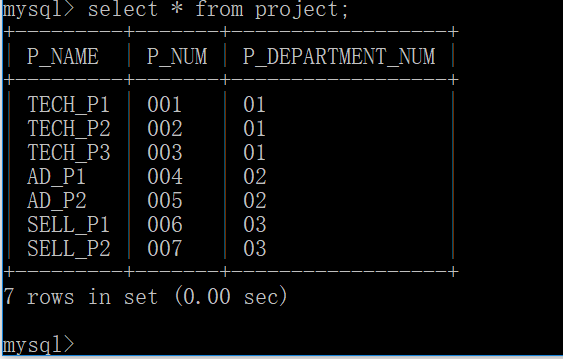 mysql> select * from project;
+---------+-------+------------------+
| P_NAME | P_NUM | P_DEPARTMENT_NUM |
+---------+-------+------------------+
| TECH_P1 | 001 | 01 |
| TECH_P2 | 002 | 01 |
| TECH_P3 | 003 | 01 |
| AD_P1 | 004 | 02 |
| AD_P2 | 005 | 02 |
| SELL_P1 | 006 | 03 |
| SELL_P2 | 007 | 03 |
+---------+-------+------------------+
7 rows in set (0.00 sec)
mysql>